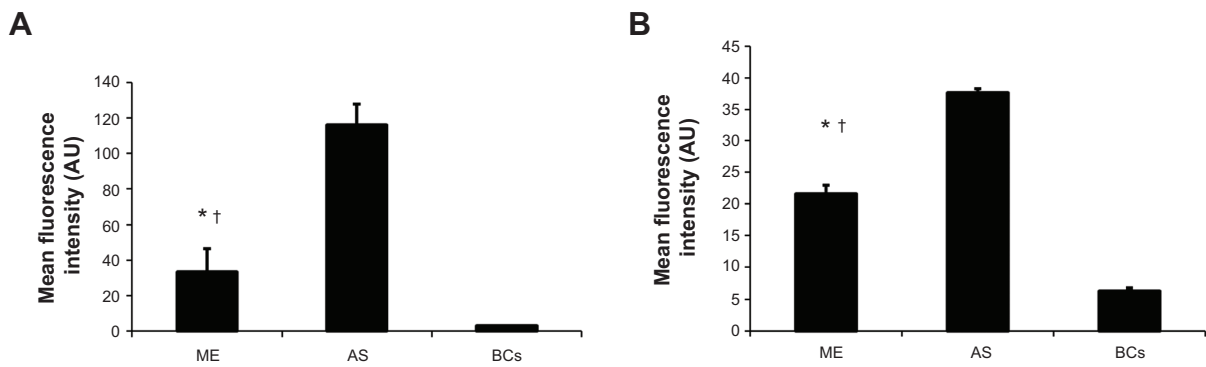 A
Mean fluorescence
intensity (AU)
140
120
100
80
60
40
20
0
* †
ME
AS
BCs
B
Mean fluorescence
intensity (AU)
45
40
35
30
25
20
15
10
5
0
* †
ME
AS
BCs